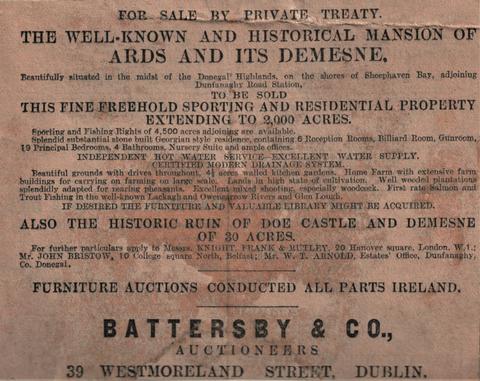 FOR SALE BY PRIVATE TREATY.
THE WELL-KNOWN AND HISTORICAL MANSION OF
ARDS AND ITS DEMESNE,
Beautifully situated in the midst of the Donegal Highlands, on the shores of Sheephaven Bay, adjoining
Dunfanaghy Road Station,
TO BE SOLD
THIS FINE FREEHOLD SPORTING AND RESIDENTIAL PROPERTY
EXTENDING TO 2,000 ACRES.
Sporting and Fishing Rights of 4,500 acres adjoining are available.
Splendid substantial stone built Georgian style residence, containing 6 Reception Rooms, Billiard Room, Gunroom,
19 Principal Bedrooms, 4 Bathrooms, Nursery Suite and ample offices.
INDEPENDENT HOT WATER SERVICE—EXCELLENT WATER SUPPLY.
CERTIFIED MODERN DRAINAGE SYSTEM.
Beautiful grounds with drives throughout, 4½ acres walled kitchen gardens. Home Farm with extensive farm
buildings for carrying on farming on large scale. Lands in high state of cultivation. Well wooded plantations
splendidly adapted for rearing pheasants. Excellent mixed shooting, especially woodcock. First rate Salmon and
Trout Fishing in the well-known Lackagh and Owencarrow Rivers and Glen Lough.
IF DESIRED THE FURNITURE AND VALUABLE LIBRARY MIGHT BE ACQUIRED.
ALSO THE HISTORIC RUIN OF DOE CASTLE AND DEMESNE
OF 30 ACRES.
For further particulars apply to Messrs. KNIGHT, FRANK & RUTLEY, 20 Hanover square, London, W.1.;
Mr. JOHN BRISTOW, 10 College square North, Belfast; Mr. W. T. ARNOLD, Estates' Office, Dunfanaghy,
Co. Donegal.
FURNITURE AUCTIONS CONDUCTED ALL PARTS IRELAND.
BATTERSBY & CO.,
AUCTIONEERS
39 WESTMORELAND STREET, DUBLIN.